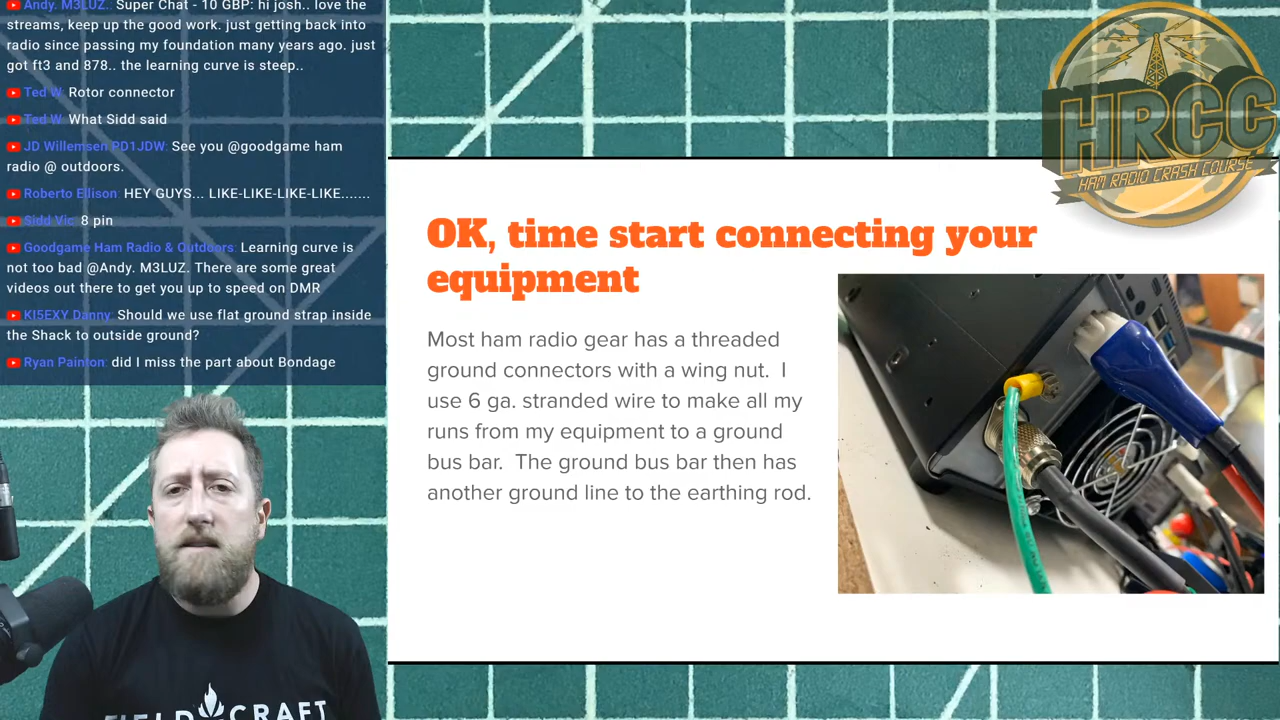 Andy. M3LUZ.: Super Chat - 10 GBP: hi josh.. love the
streams, keep up the good work. just getting back into
radio since passing my foundation many years ago. just
got ft3 and 878.. the learning curve is steep..
Ted W: Rotor connector
Ted W: What Sidd said
JD Willemsen PD1JDW: See you @goodgame ham
radio @ outdoors.
Roberto Ellison: HEY GUYS... LIKE-LIKE-LIKE-LIKE.......
Sidd Vic: 8 pin
Goodgame Ham Radio & Outdoors: Learning curve is
not too bad @Andy. M3LUZ. There are some great
videos out there to get you up to speed on DMR
KI5EXY Danny: Should we use flat ground strap inside
the Shack to outside ground?
Ryan Painton: did I miss the part about Bondage
HRCC
HAM RADIO CRASH COURSE
OK, time start connecting your
equipment
Most ham radio gear has a threaded
ground connectors with a wing nut.  I
use 6 ga. stranded wire to make all my
runs from my equipment to a ground
bus bar.  The ground bus bar then has
another ground line to the earthing rod.
FIELD CRAFT